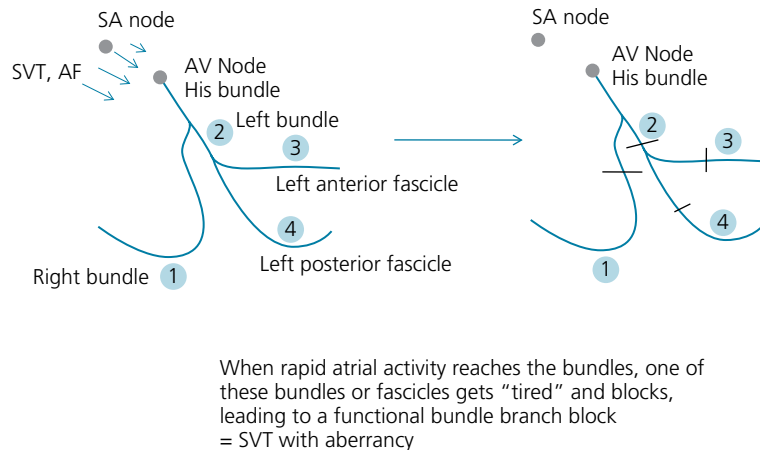 SA node
SVT, AF
AV Node
His bundle
2
Left bundle
3
Left anterior fascicle
4
Left posterior fascicle
Right bundle
1
SA node
AV Node
His bundle
2
3
4
1
When rapid atrial activity reaches the bundles, one of
these bundles or fascicles gets “tired” and blocks,
leading to a functional bundle branch block
= SVT with aberrancy